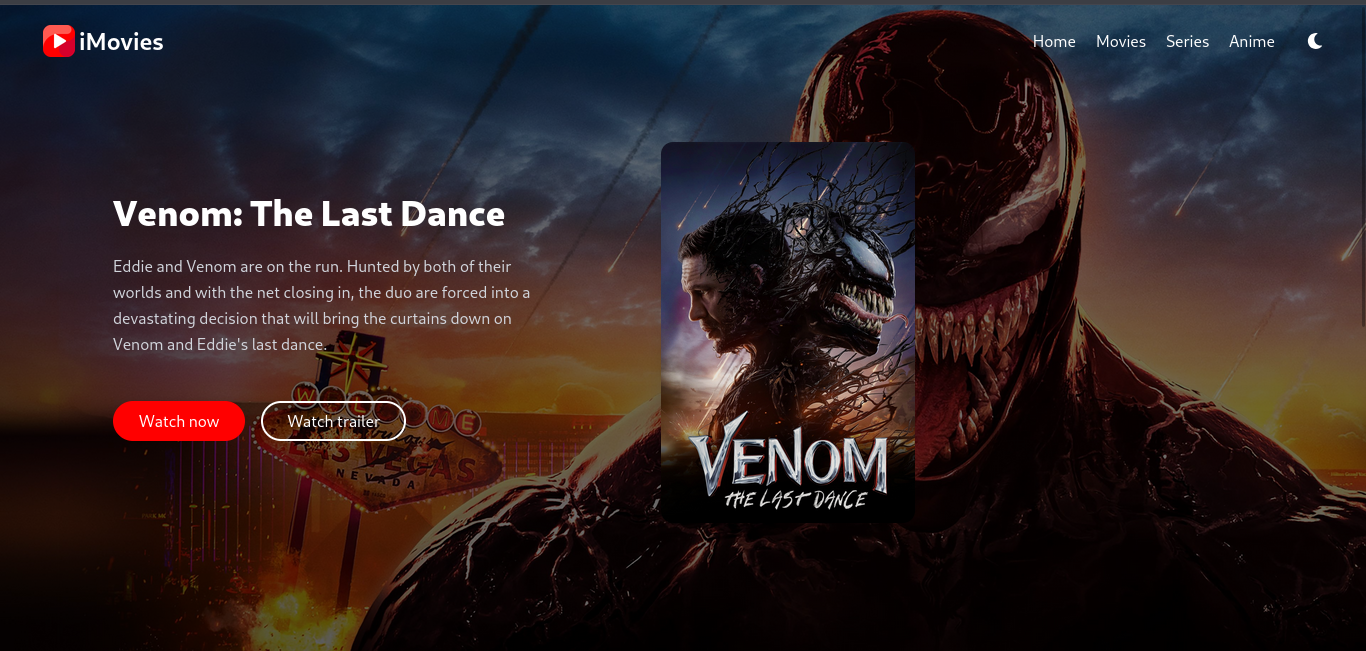 iMovies
Home Movies Series Anime
Venom: The Last Dance
Eddie and Venom are on the run. Hunted by both of their
worlds and with the net closing in, the duo are forced into a
devastating decision that will bring the curtains down on
Venom and Eddie's last dance.
Watch now Watch trailer
WELCOME
LAS VEGAS
NEVADA
VENOM
THE LAST DANCE